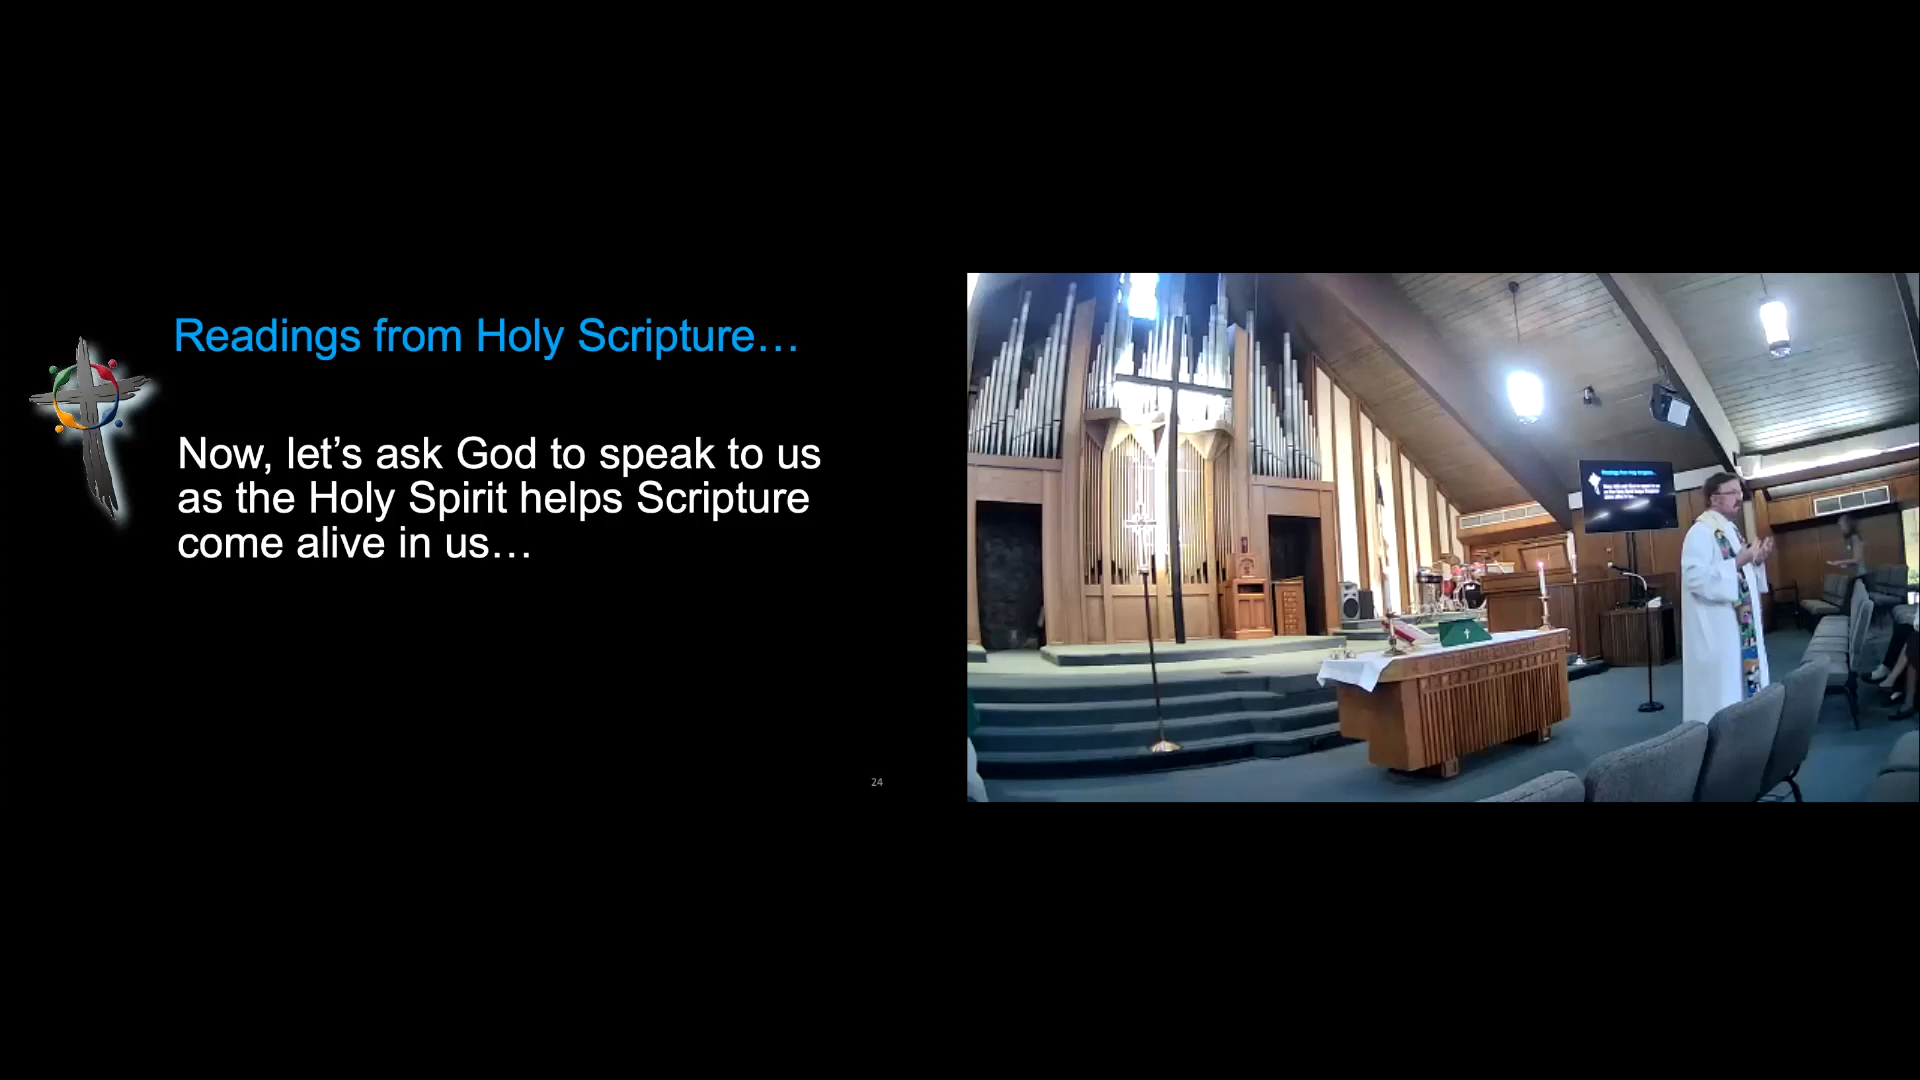 Readings from Holy Scripture…
Now, let’s ask God to speak to us
as the Holy Spirit helps Scripture
come alive in us…
24